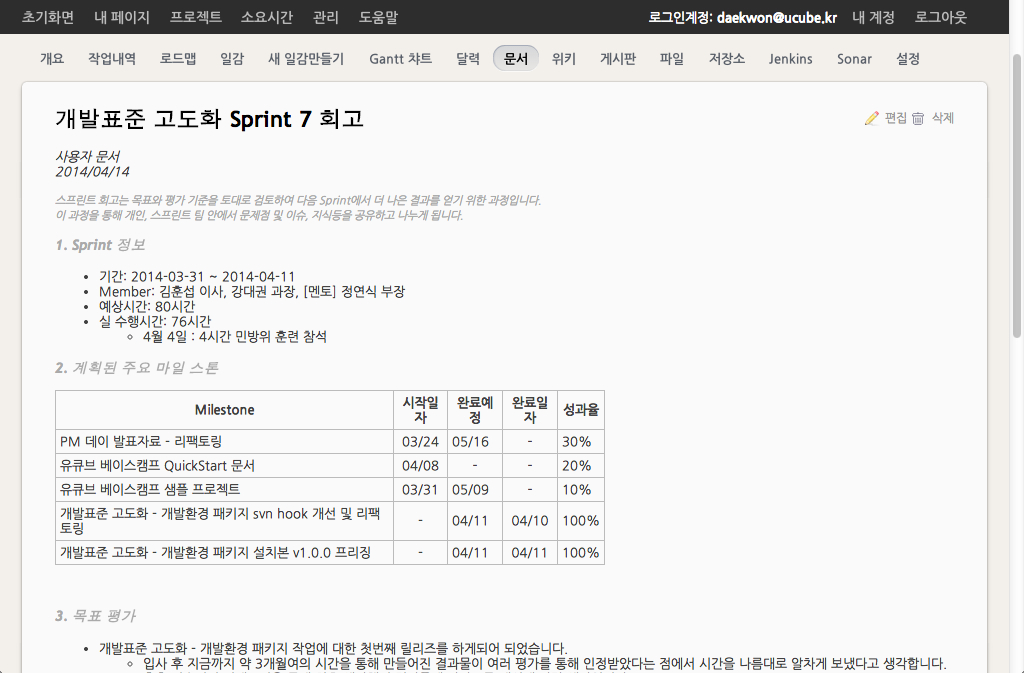 초기화면 내 페이지 프로젝트 소요시간 관리 도움말 로그인계정: daekwon@ucube.kr 내 계정 로그아웃
개요 작업내역 로드맵 일감 새 일감만들기 Gantt 챠트 달력 문서 위키 게시판 파일 저장소 Jenkins Sonar 설정
개발표준 고도화 Sprint 7 회고
편집 삭제
사용자 문서
2014/04/14
스프린트 회고는 목표와 평가 기준을 토대로 검토하여 다음 Sprint에서 더 나은 결과를 얻기 위한 과정입니다.
이 과정을 통해 개인, 스프린트 팀 안에서 문제점 및 이슈, 지식등을 공유하고 나누게 됩니다.
1. Sprint 정보
기간: 2014-03-31 ~ 2014-04-11
Member: 김훈섭 이사, 강대권 과장, [멘토] 정연식 부장
예상시간: 80시간
실 수행시간: 76시간
4월 4일 : 4시간 민방위 훈련 참석
2. 계획된 주요 마일 스톤
Milestone 시작일자 완료예정 완료일자 성과율
PM 데이 발표자료 - 리팩토링 03/24 05/16 - 30%
유큐브 베이스캠프 QuickStart 문서 04/08 - - 20%
유큐브 베이스캠프 샘플 프로젝트 03/31 05/09 - 10%
개발표준 고도화 - 개발환경 패키지 svn hook 개선 및 리팩토링 - 04/11 04/10 100%
개발표준 고도화 - 개발환경 패키지 설치본 v1.0.0 프리징 - 04/11 04/11 100%
3. 목표 평가
개발표준 고도화 - 개발환경 패키지 작업에 대한 첫번째 릴리즈를 하게되어 되었습니다.
입사 후 지금까지 약 3개월여의 시간을 통해 만들어진 결과물이 여러 평가를 통해 인정받았다는 점에서 시간을 나름대로 알차게 보냈다고 생각합니다.